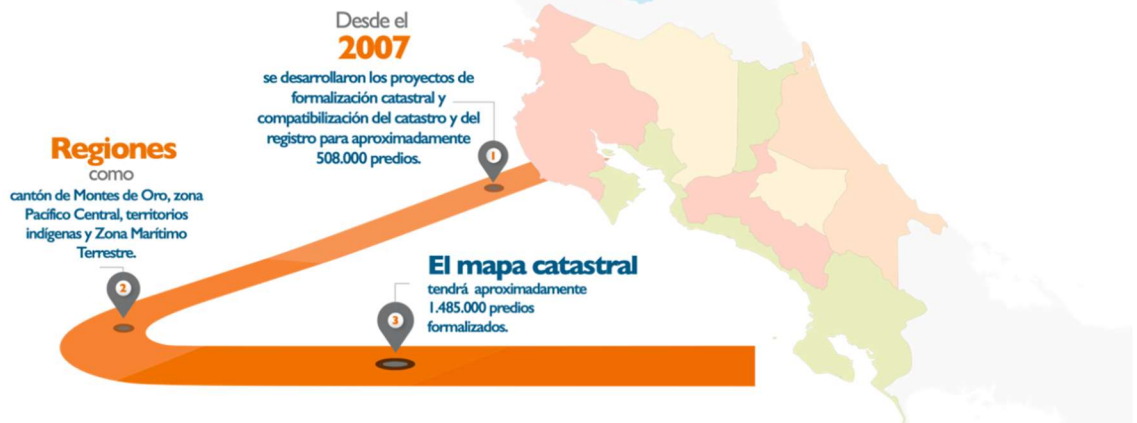 Desde el
2007
se desarrollaron los proyectos de
formalización catastral y
compatibilización del catastro y del
registro para aproximadamente
508.000 predios.
1
Regiones
como
cantón de Montes de Oro, zona
Pacífico Central, territorios
indígenas y Zona Marítimo
Terrestre.
2
El mapa catastral
tendrá aproximadamente
1.485.000 predios
formalizados.
3